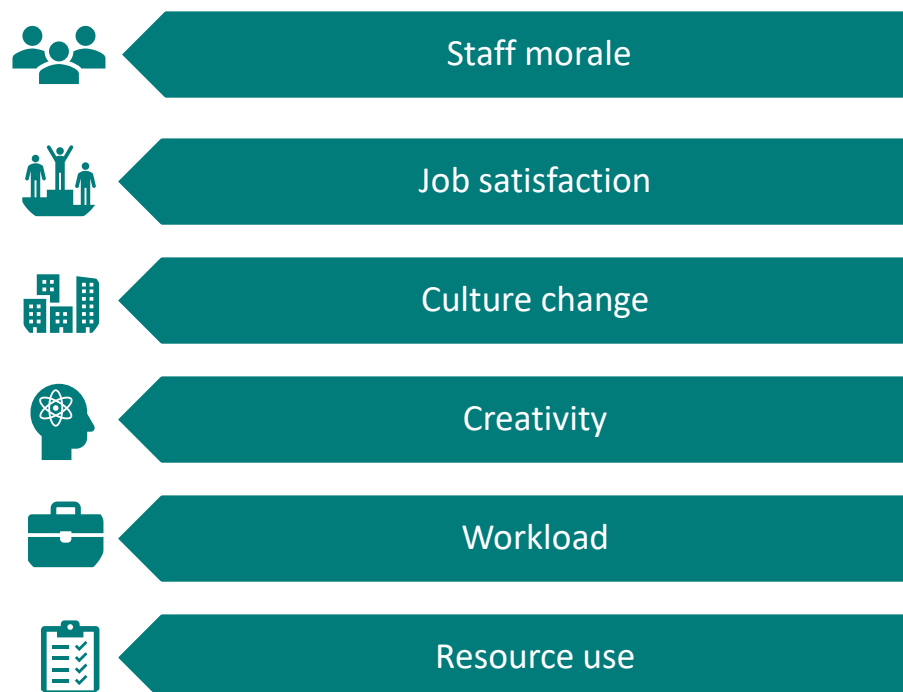 Staff morale
Job satisfaction
Culture change
Creativity
Workload
Resource use